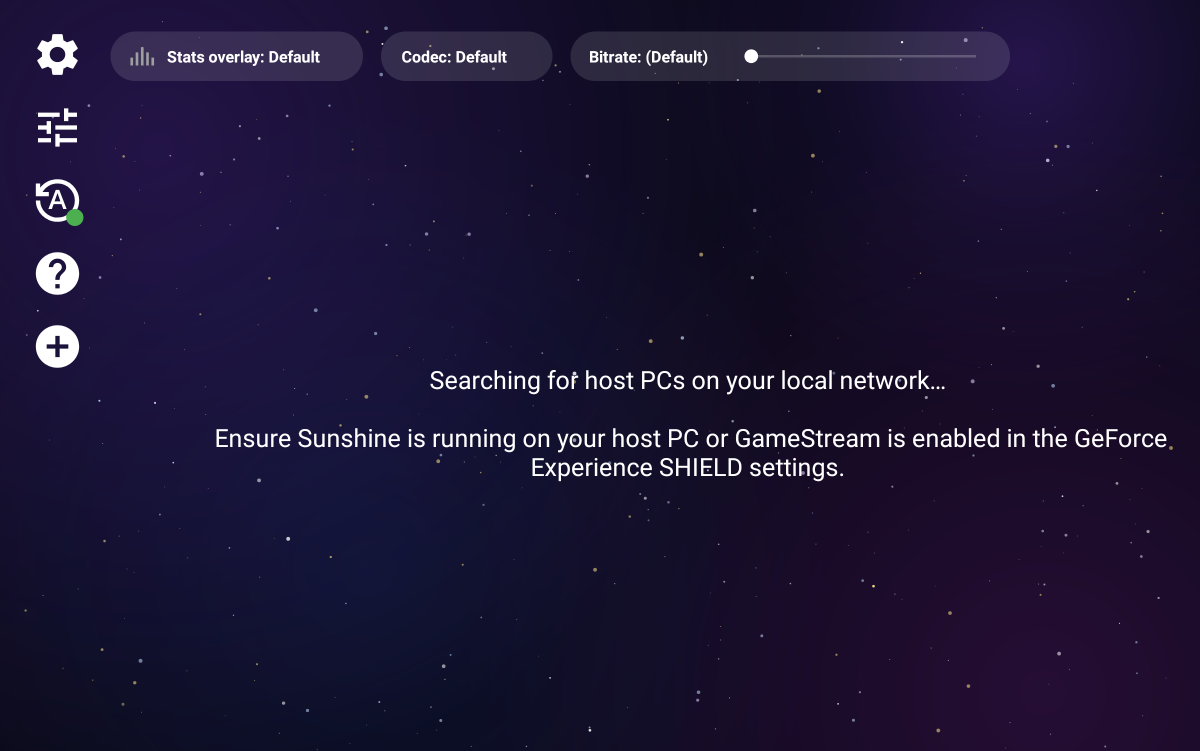 Stats overlay: Default
Codec: Default
Bitrate: (Default)
A
?
Searching for host PCs on your local network…
Ensure Sunshine is running on your host PC or GameStream is enabled in the GeForce
Experience SHIELD settings.